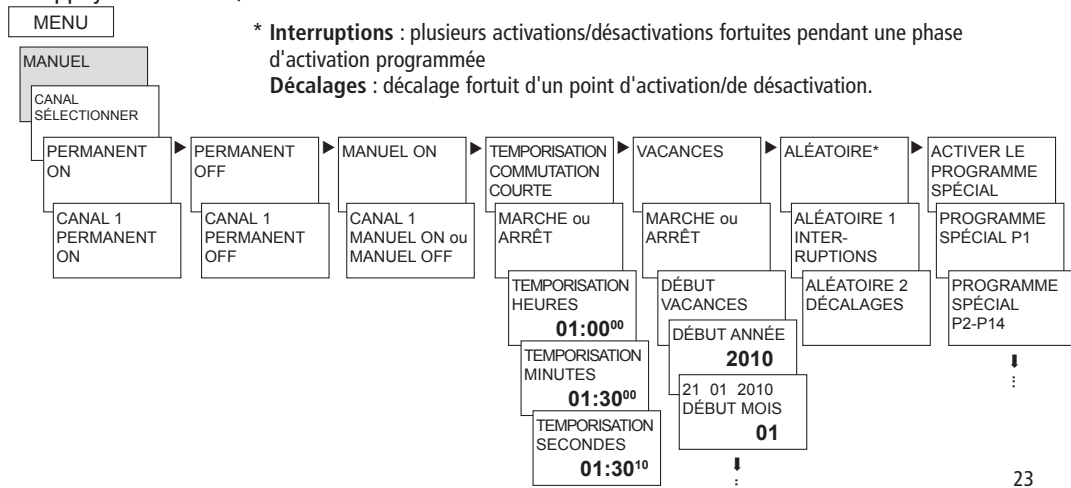 MENU
* Interruptions : plusieurs activations/désactivations fortuites pendant une phase
d'activation programmée
Décalages : décalage fortuit d'un point d'activation/de désactivation.
MANUEL
CANAL
SÉLECTIONNER
PERMANENT
ON
CANAL 1
PERMANENT
ON
PERMANENT
OFF
CANAL 1
PERMANENT
OFF
MANUEL ON
CANAL 1
MANUEL ON ou
MANUEL OFF
TEMPORISATION
COMMUTATION
COURTE
MARCHE ou
ARRÊT
TEMPORISATION
HEURES
01:00⁰⁰
TEMPORISATION
MINUTES
01:30⁰⁰
TEMPORISATION
SECONDES
01:30¹⁰
VACANCES
MARCHE ou
ARRÊT
DÉBUT
VACANCES
DÉBUT ANNÉE
2010
21 01 2010
DÉBUT MOIS
01
ALÉATOIRE*
ALÉATOIRE 1
INTER-
RUPTIONS
ALÉATOIRE 2
DÉCALAGES
ACTIVER LE
PROGRAMME
SPÉCIAL
PROGRAMME
SPÉCIAL P1
PROGRAMME
SPÉCIAL
P2-P14
23